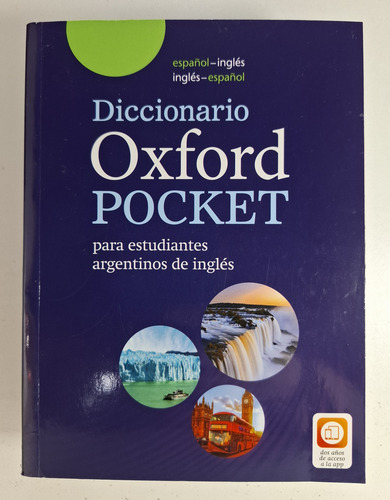 español–inglés
inglés–español
Diccionario
Oxford
POCKET
para estudiantes
argentinos de inglés
dos años
de acceso
a la app